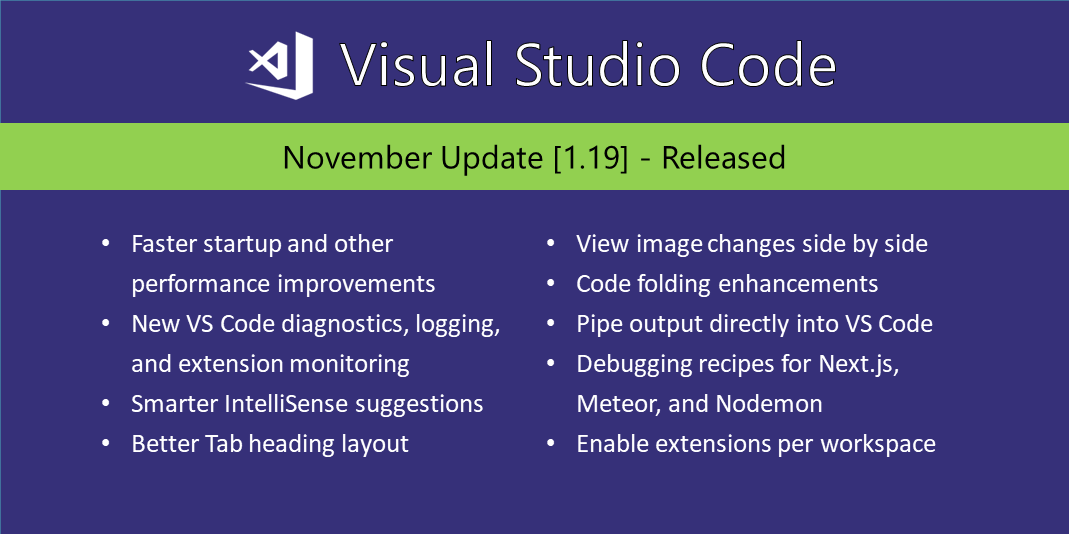 Visual Studio Code
November Update [1.19] - Released
• Faster startup and other
performance improvements
• New VS Code diagnostics, logging,
and extension monitoring
• Smarter IntelliSense suggestions
• Better Tab heading layout
• View image changes side by side
• Code folding enhancements
• Pipe output directly into VS Code
• Debugging recipes for Next.js,
Meteor, and Nodemon
• Enable extensions per workspace